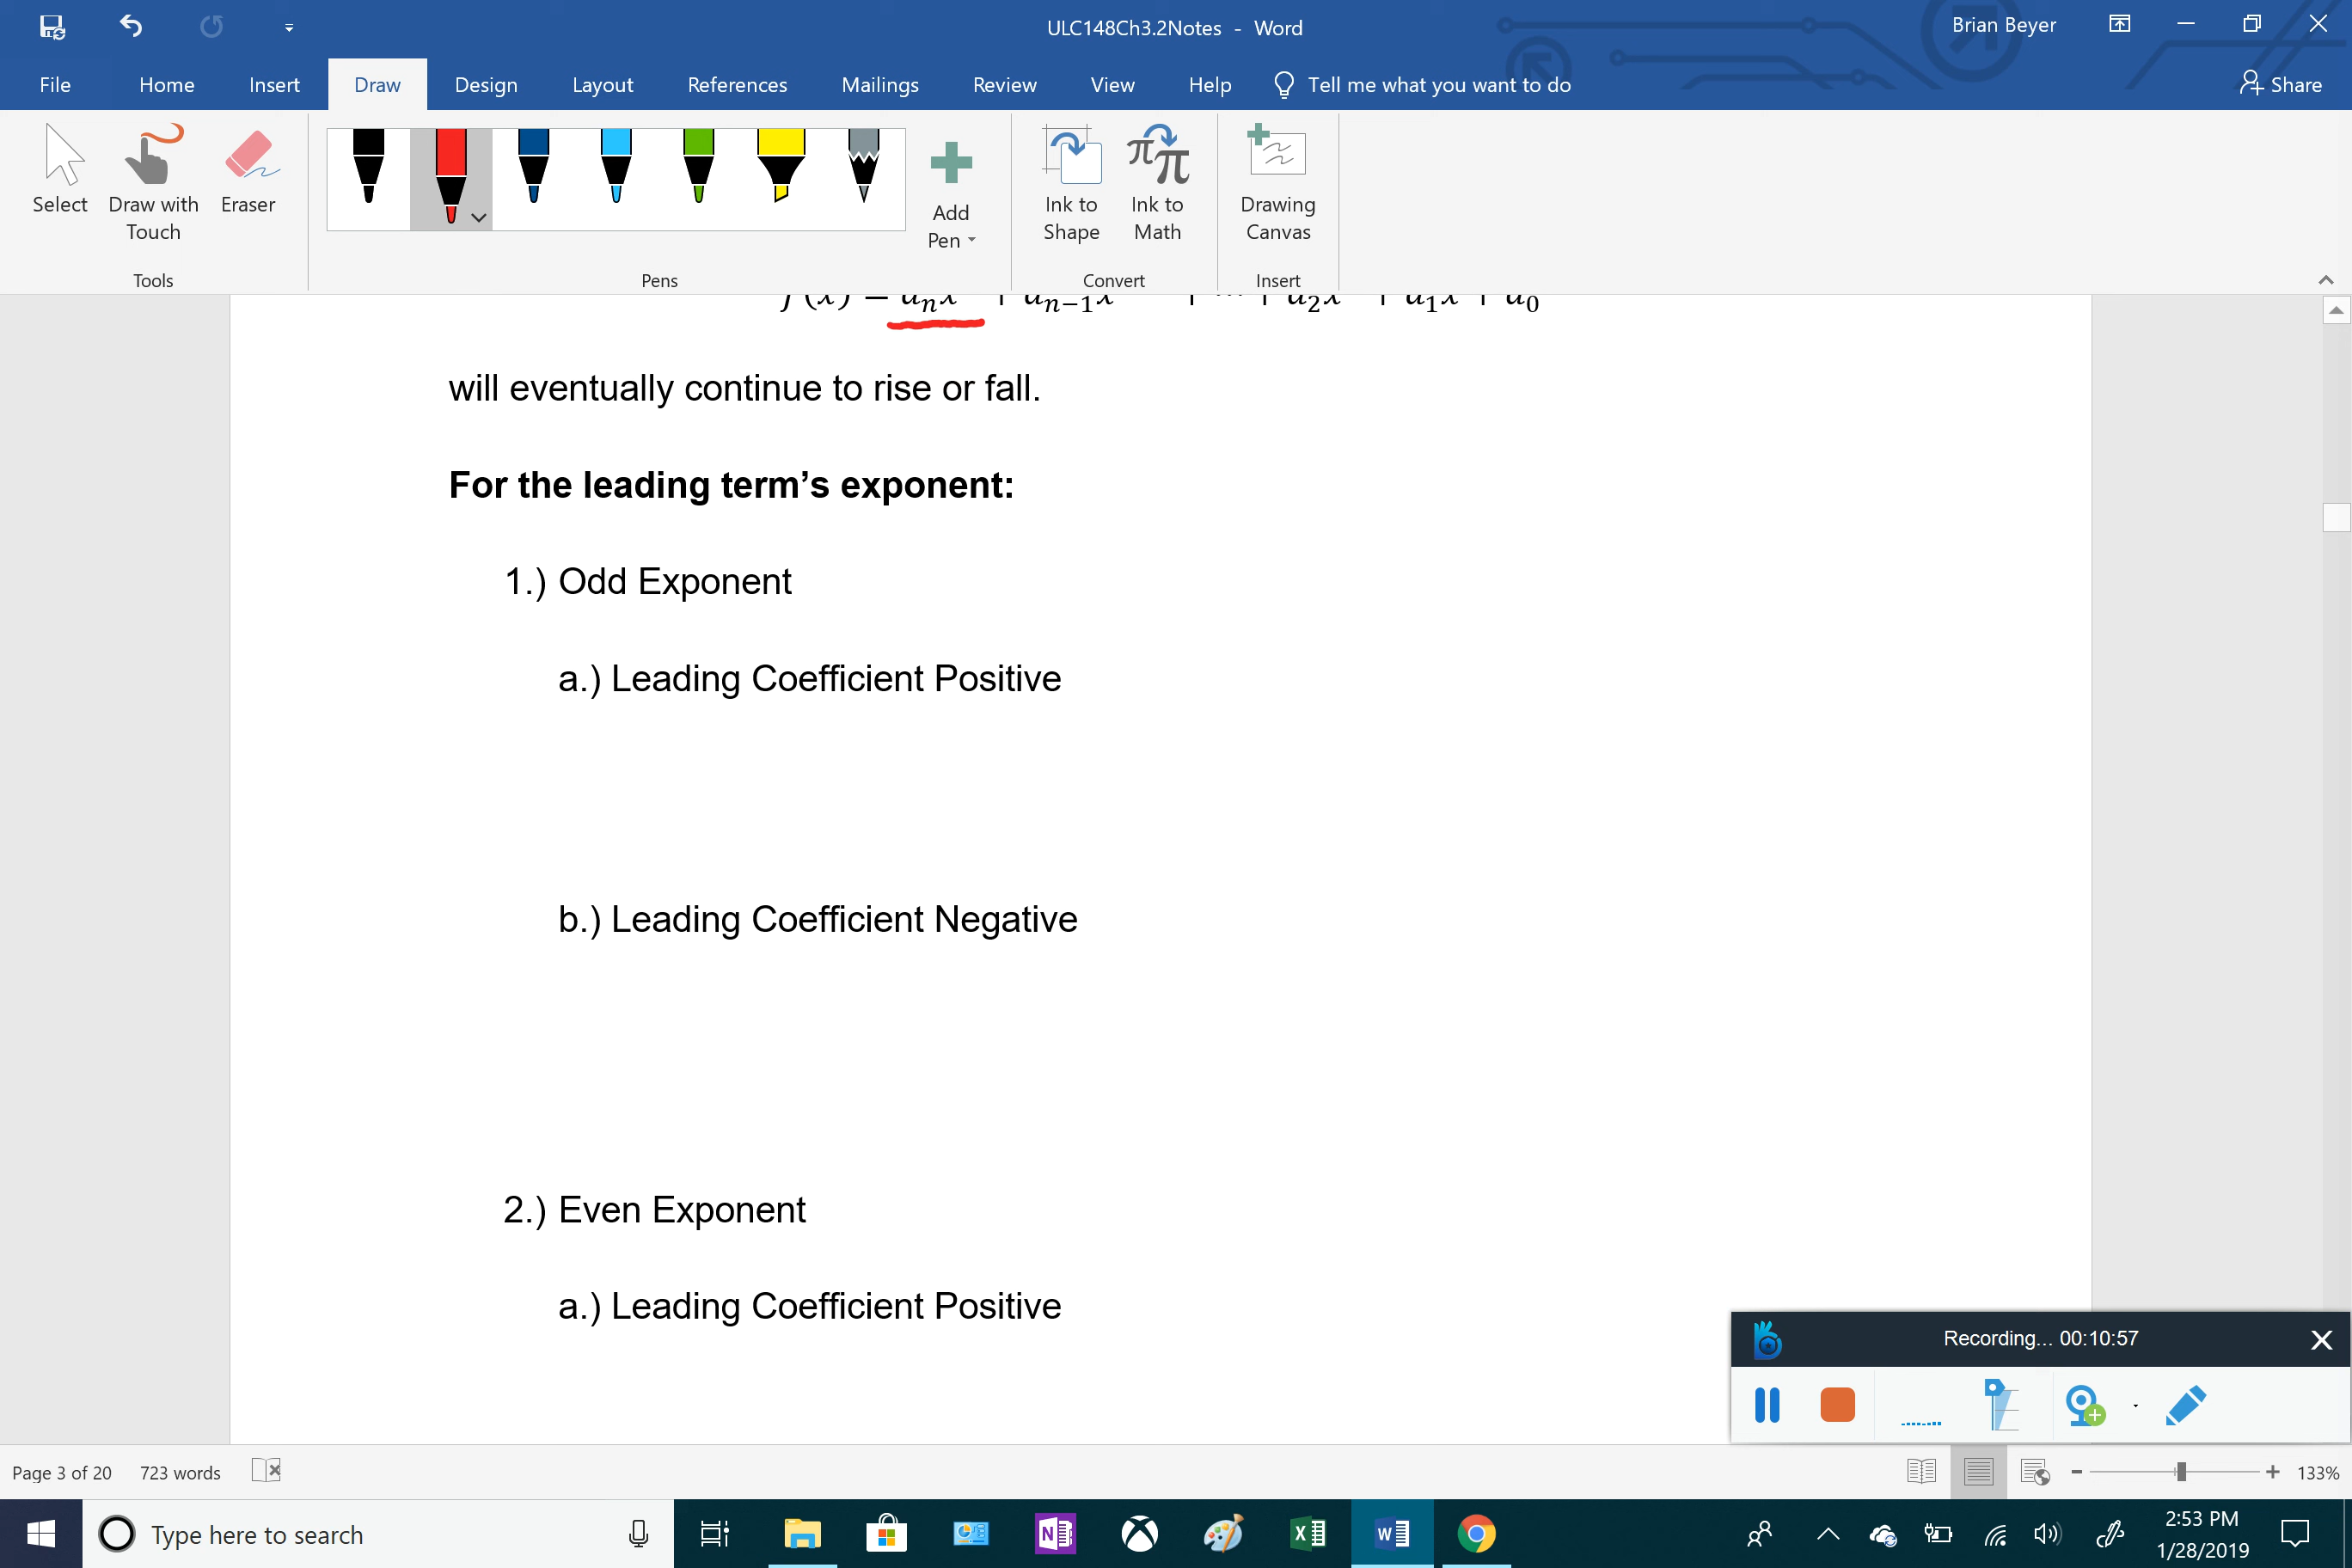 ULC148Ch3.2Notes - Word
Brian Beyer
File Home Insert Draw Design Layout References Mailings Review View Help Tell me what you want to do Share
Select Draw with Touch Eraser
Add Pen
Ink to Shape Ink to Math
Drawing Canvas
Tools Pens Convert Insert
will eventually continue to rise or fall.
For the leading term’s exponent:
1.) Odd Exponent
a.) Leading Coefficient Positive
b.) Leading Coefficient Negative
2.) Even Exponent
a.) Leading Coefficient Positive
Recording... 00:10:57
Page 3 of 20 723 words
133%
Type here to search
2:53 PM
1/28/2019